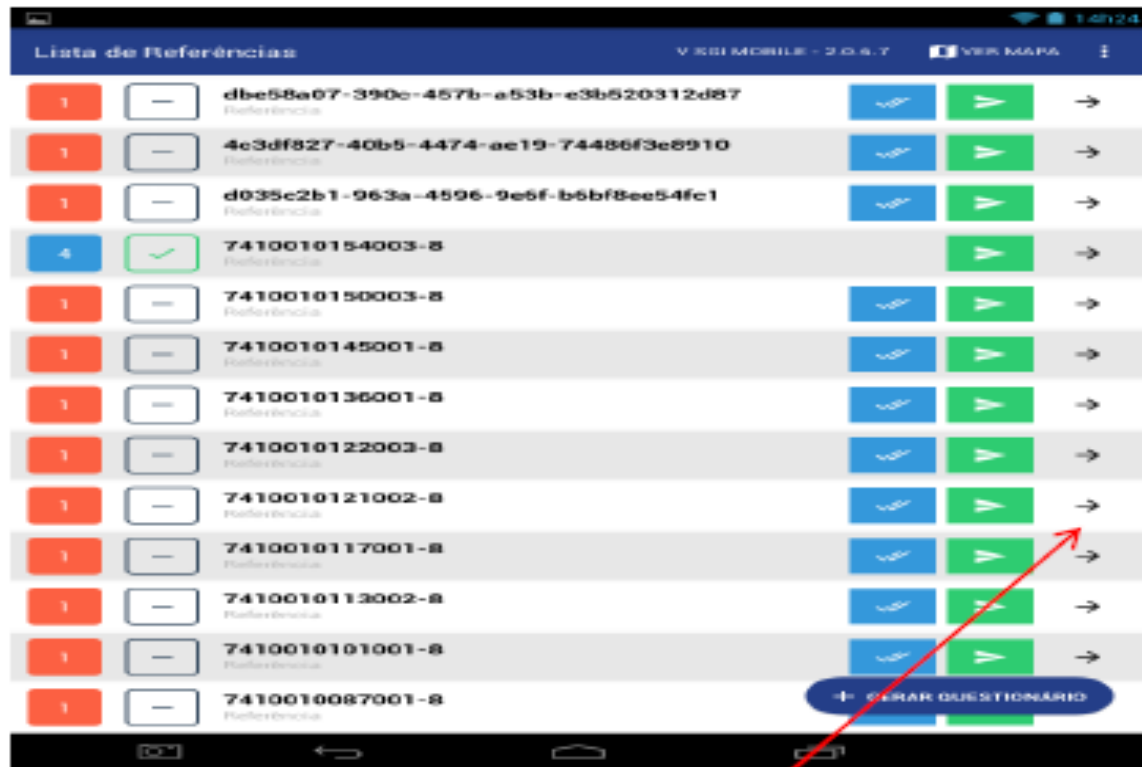 14h24
Lista de Referências V SSI MOBILE - 2.0.6.7 VER MAPA
1 dbe58a07-390c-457b-a53b-e3b520312d87
Referência
1 4c3df827-40b5-4474-ae19-74486f3e8910
Referência
1 d035c2b1-963a-4596-9e6f-b6bf8ee54fc1
Referência
4 7410010154003-8
Referência
1 7410010150003-8
Referência
1 7410010145001-8
Referência
1 7410010136001-8
Referência
1 7410010122003-8
Referência
1 7410010121002-8
Referência
1 7410010117001-8
Referência
1 7410010113002-8
Referência
1 7410010101001-8
Referência
1 7410010087001-8
Referência
+ GERAR QUESTIONÁRIO